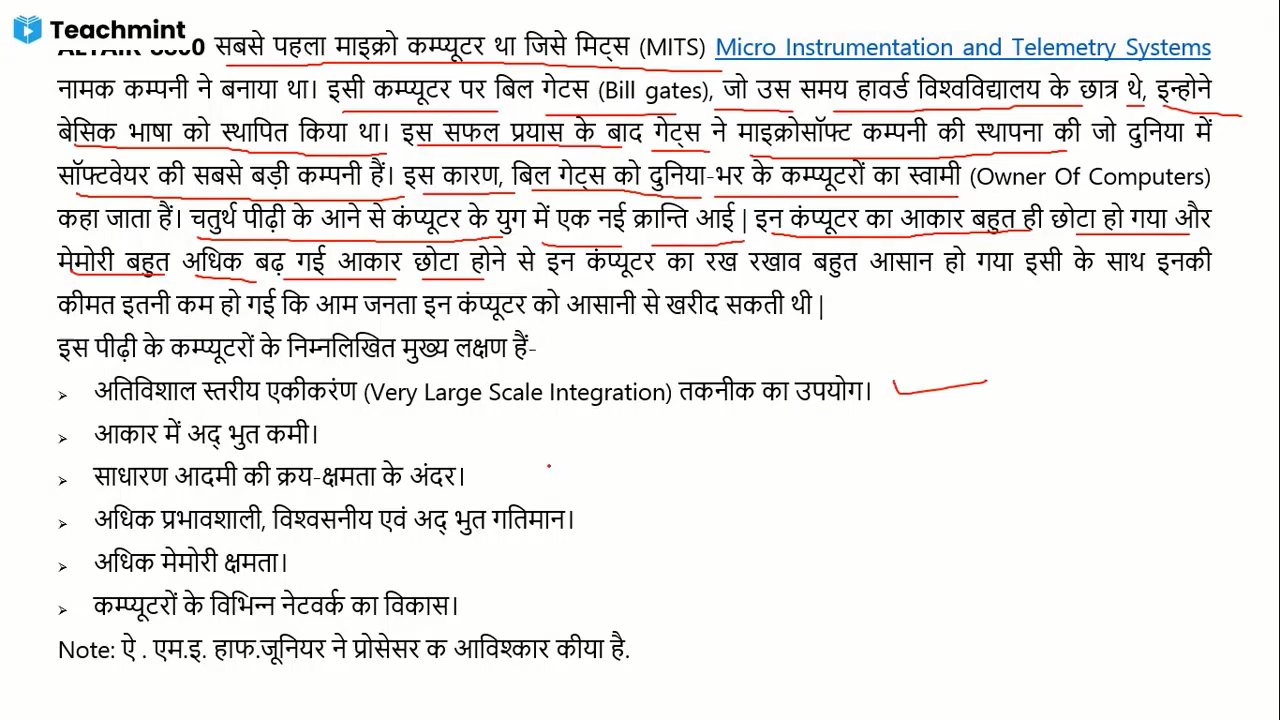 Teachmint
ALTAIR 8800 सबसे पहला माइक्रो कम्प्यूटर था जिसे मिट्स (MITS) Micro Instrumentation and Telemetry Systems
नामक कम्पनी ने बनाया था। इसी कम्प्यूटर पर बिल गेटस (Bill gates), जो उस समय हावर्ड विश्वविद्यालय के छात्र थे, इन्होने
बेसिक भाषा को स्थापित किया था। इस सफल प्रयास के बाद गेट्स ने माइक्रोसॉफ्ट कम्पनी की स्थापना की जो दुनिया में
सॉफ्टवेयर की सबसे बड़ी कम्पनी हैं। इस कारण, बिल गेट्स को दुनिया-भर के कम्प्यूटरों का स्वामी (Owner Of Computers)
कहा जाता हैं। चतुर्थ पीढ़ी के आने से कंप्यूटर के युग में एक नई क्रान्ति आई| इन कंप्यूटर का आकार बहुत ही छोटा हो गया और
मेमोरी बहुत अधिक बढ़ गई आकार छोटा होने से इन कंप्यूटर का रख रखाव बहुत आसान हो गया इसी के साथ इनकी
कीमत इतनी कम हो गई कि आम जनता इन कंप्यूटर को आसानी से खरीद सकती थी|
इस पीढ़ी के कम्प्यूटरों के निम्नलिखित मुख्य लक्षण हैं-
➢ अतिविशाल स्तरीय एकीकरंण (Very Large Scale Integration) तकनीक का उपयोग।
➢ आकार में अद् भुत कमी।
➢ साधारण आदमी की क्रय-क्षमता के अंदर।
➢ अधिक प्रभावशाली, विश्वसनीय एवं अद् भुत गतिमान।
➢ अधिक मेमोरी क्षमता।
➢ कम्प्यूटरों के विभिन्न नेटवर्क का विकास।
Note: ऐ . एम.इ. हाफ.जूनियर ने प्रोसेसर क आविश्कार कीया है.